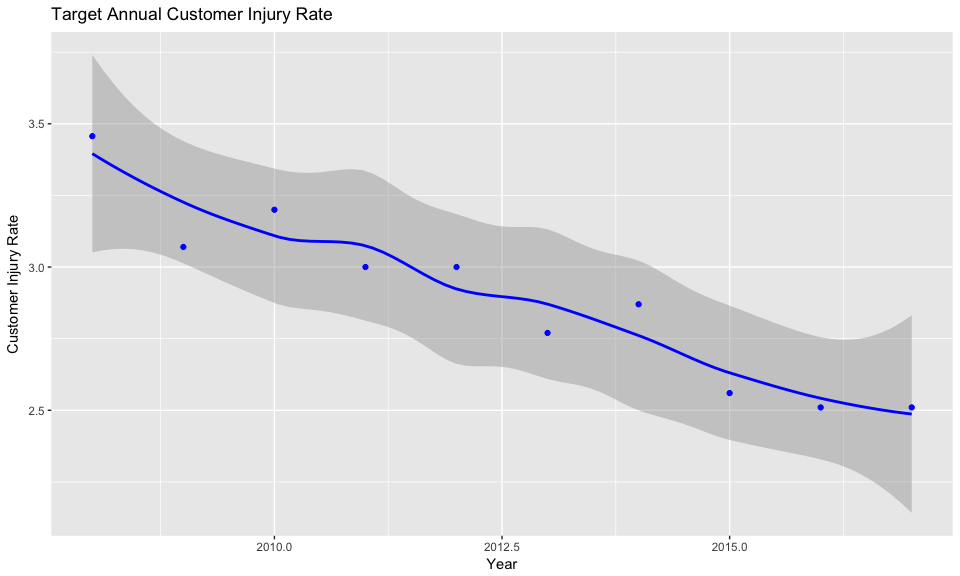 Target Annual Customer Injury Rate
3.5
3.0
2.5
Customer Injury Rate
2010.0 2012.5 2015.0
Year